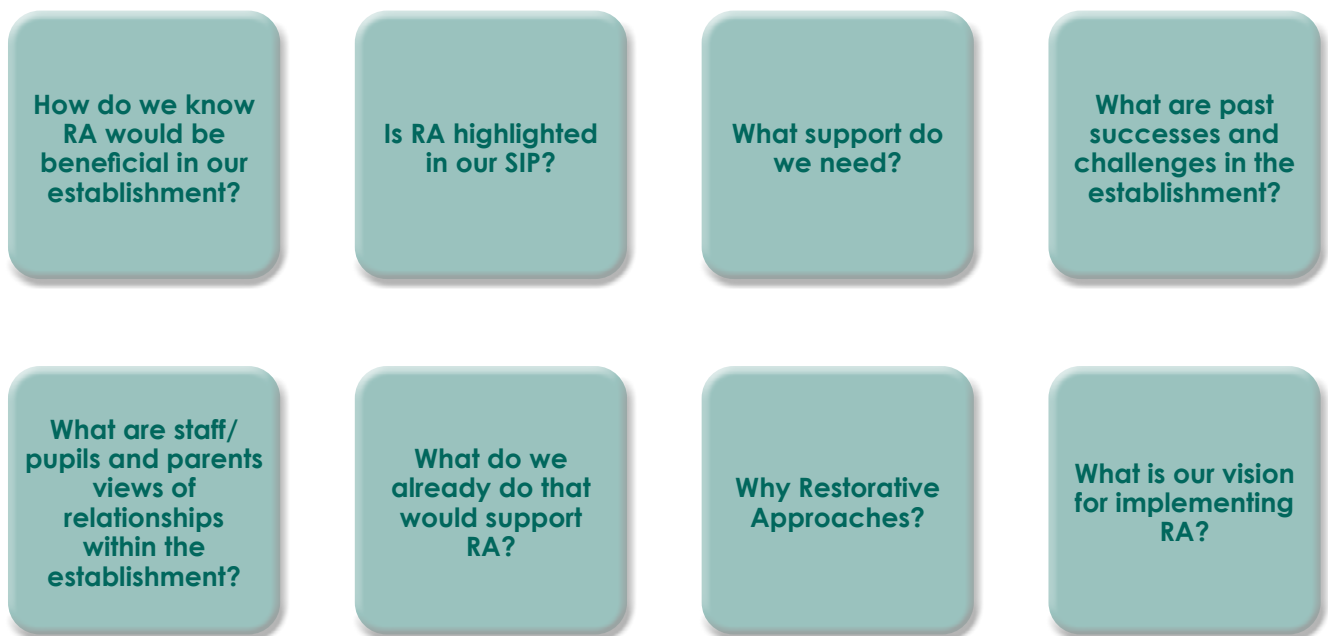 How do we know
RA would be
beneficial in our
establishment?
Is RA highlighted
in our SIP?
What support do
we need?
What are past
successes and
challenges in the
establishment?
What are staff/
pupils and parents
views of
relationships
within the
establishment?
What do we
already do that
would support
RA?
Why Restorative
Approaches?
What is our vision
for implementing
RA?